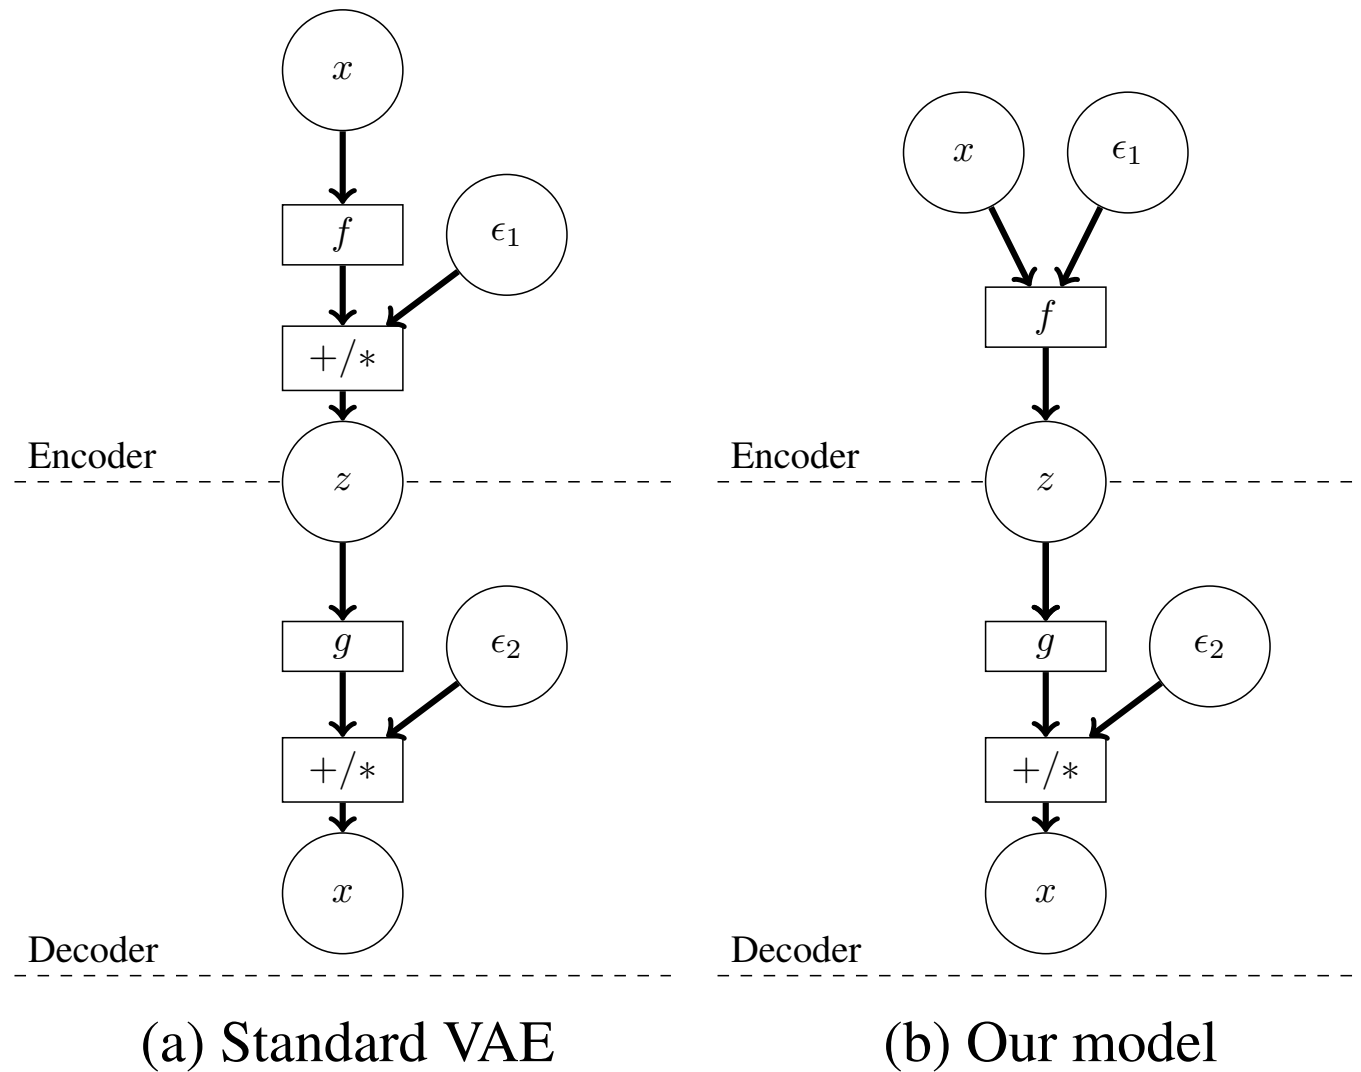 x
f
ϵ₁
+/*
Encoder
z
g
ϵ₂
+/*
x
Decoder
(a) Standard VAE
x
ϵ₁
f
Encoder
z
g
ϵ₂
+/*
x
Decoder
(b) Our model